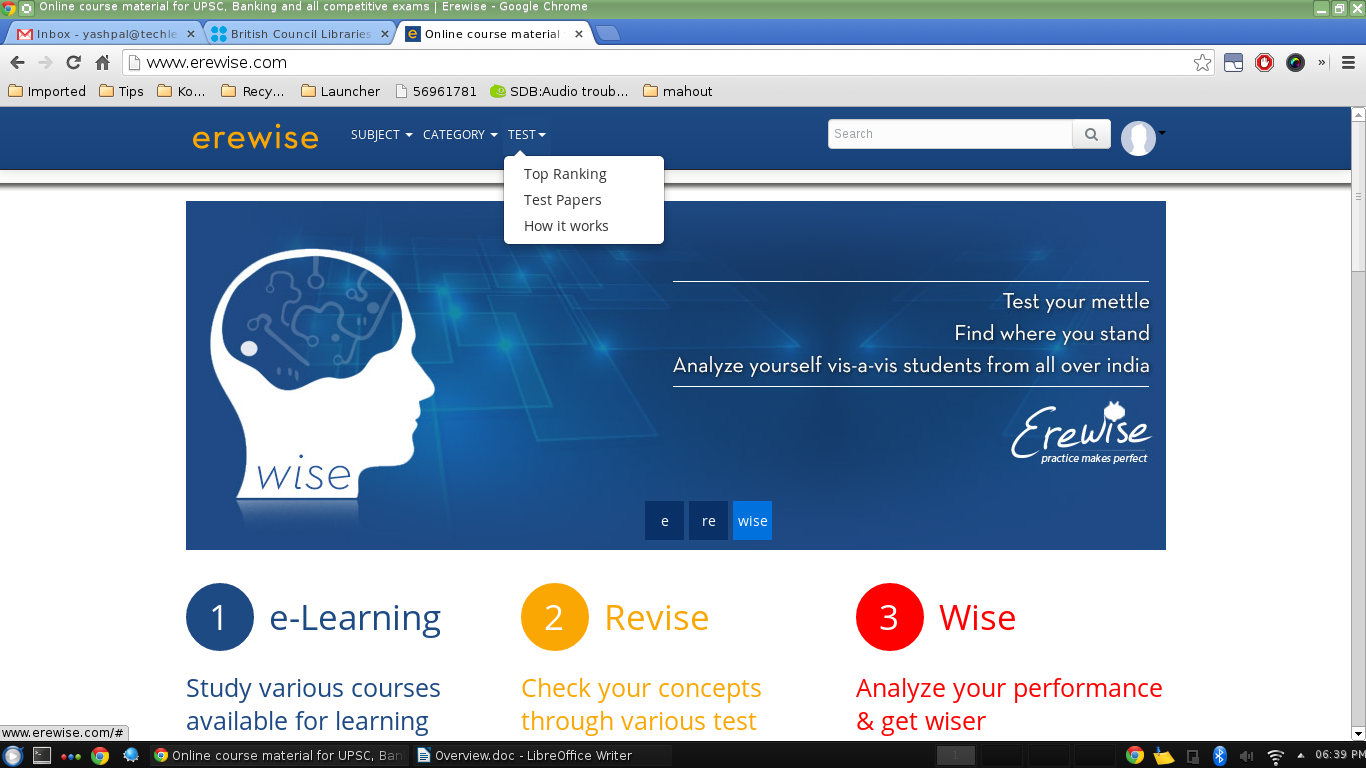 Online course material for UPSC, Banking and all competitive exams | Erewise - Google Chrome
Inbox - yashpal@techle
British Council Libraries
Online course material
www.erewise.com
Imported
Tips
Ko...
Recy...
Launcher
56961781
SDB:Audio troub...
mahout
erewise
SUBJECT
CATEGORY
TEST
Search
Top Ranking
Test Papers
How it works
Test your mettle
Find where you stand
Analyze yourself vis-a-vis students from all over india
Erewise
practice makes perfect
wise
e
re
wise
1 e-Learning
Study various courses
available for learning
2 Revise
Check your concepts
through various test
3 Wise
Analyze your performance
& get wiser
www.erewise.com/#
Online course material for UPSC, Ban
Overview.doc - LibreOffice Writer
1
06:39 PM